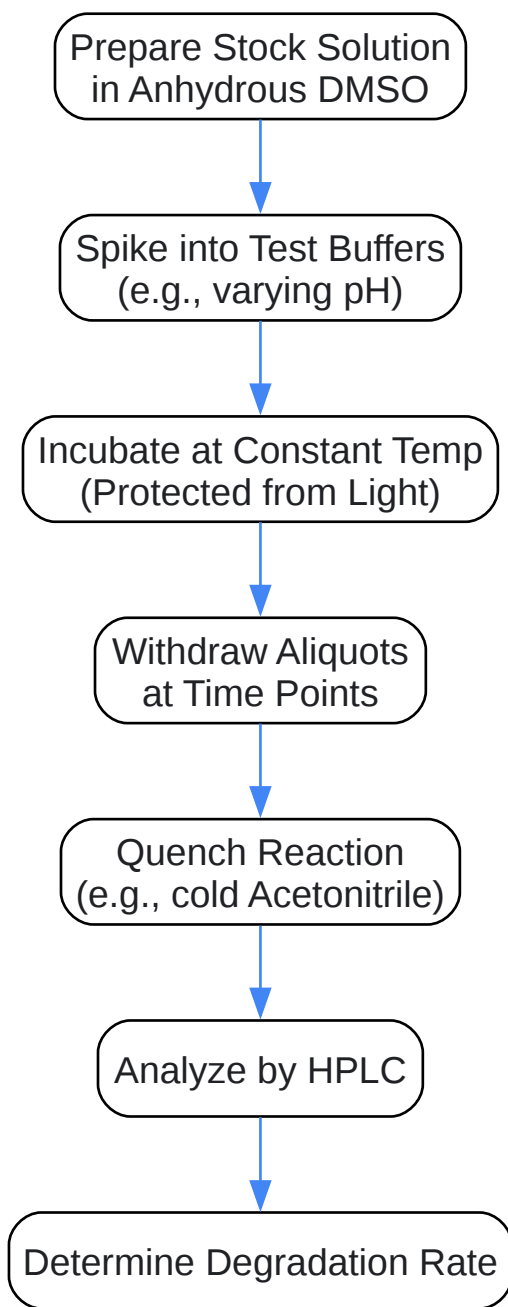 Prepare Stock Solution
in Anhydrous DMSO
Spike into Test Buffers
(e.g., varying pH)
Incubate at Constant Temp
(Protected from Light)
Withdraw Aliquots
at Time Points
Quench Reaction
(e.g., cold Acetonitrile)
Analyze by HPLC
Determine Degradation Rate